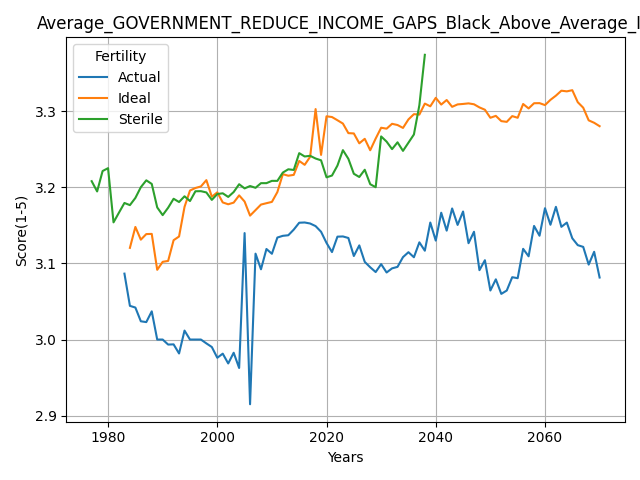 Average_GOVERNMENT_REDUCE_INCOME_GAPS_Black_Above_Average_I
Fertility
Actual
Ideal
Sterile
Score(1-5)
3.3
3.2
3.1
3.0
2.9
1980 2000 2020 2040 2060
Years